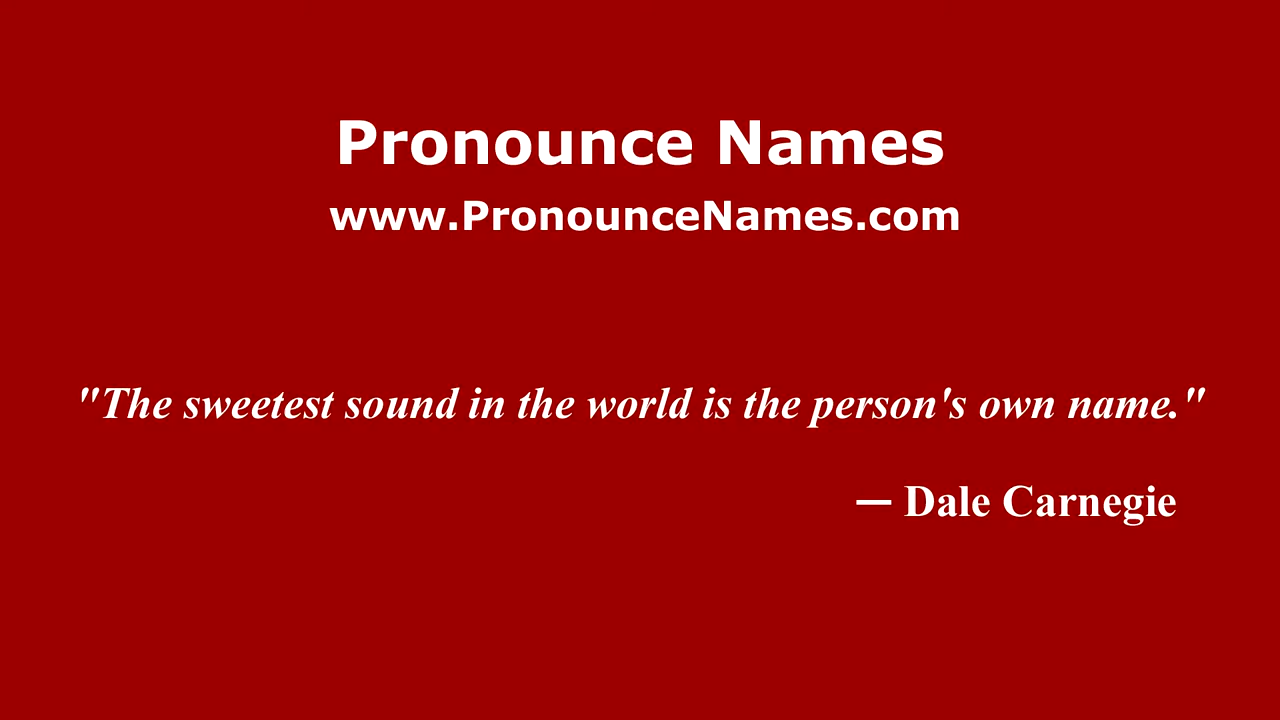 Pronounce Names
www.PronounceNames.com
"The sweetest sound in the world is the person's own name."
— Dale Carnegie